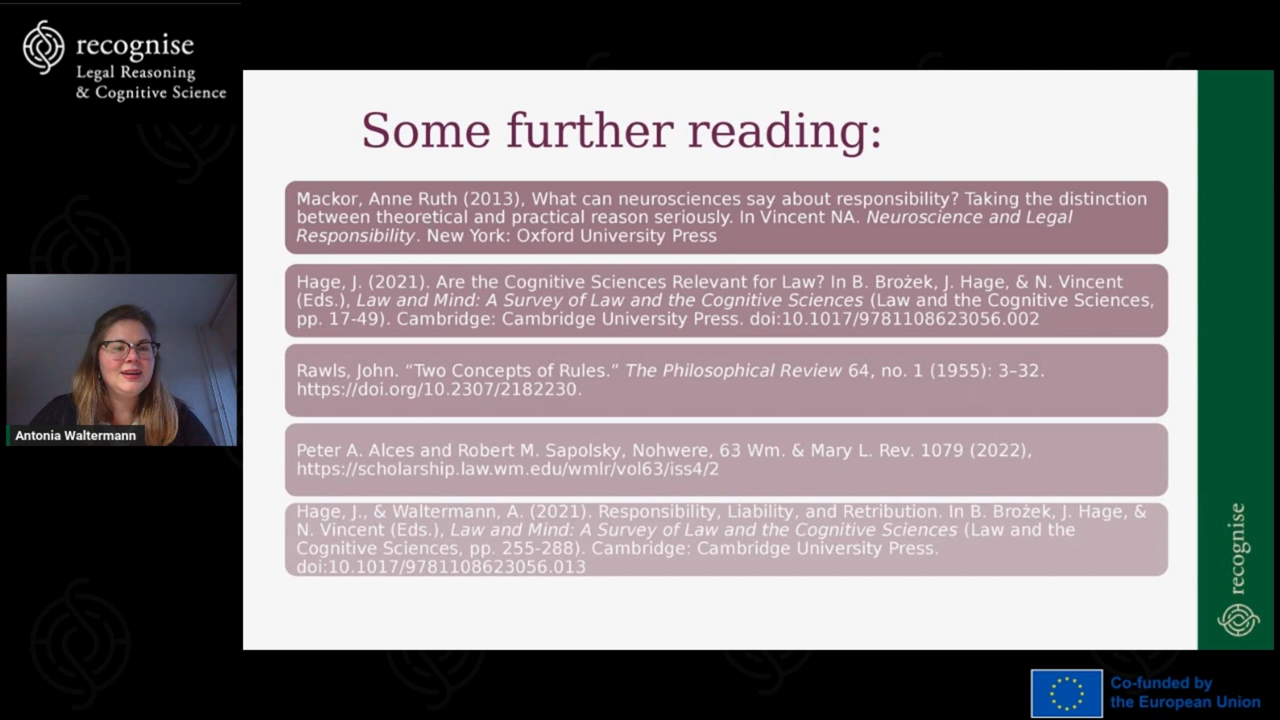 recognise
Legal Reasoning
& Cognitive Science
Some further reading:
Mackor, Anne Ruth (2013), What can neurosciences say about responsibility? Taking the distinction
between theoretical and practical reason seriously. In Vincent NA. Neuroscience and Legal
Responsibility. New York: Oxford University Press
Hage, J. (2021). Are the Cognitive Sciences Relevant for Law? In B. Brożek, J. Hage, & N. Vincent
(Eds.), Law and Mind: A Survey of Law and the Cognitive Sciences (Law and the Cognitive Sciences,
pp. 17-49). Cambridge: Cambridge University Press. doi:10.1017/9781108623056.002
Rawls, John. “Two Concepts of Rules.” The Philosophical Review 64, no. 1 (1955): 3–32.
https://doi.org/10.2307/2182230.
Peter A. Alces and Robert M. Sapolsky, Nohwere, 63 Wm. & Mary L. Rev. 1079 (2022),
https://scholarship.law.wm.edu/wmlr/vol63/iss4/2
Hage, J., & Waltermann, A. (2021). Responsibility, Liability, and Retribution. In B. Brożek, J. Hage, &
N. Vincent (Eds.), Law and Mind: A Survey of Law and the Cognitive Sciences (Law and the
Cognitive Sciences, pp. 255-288). Cambridge: Cambridge University Press.
doi:10.1017/9781108623056.013
Antonia Waltermann
recognise
Co-funded by
the European Union